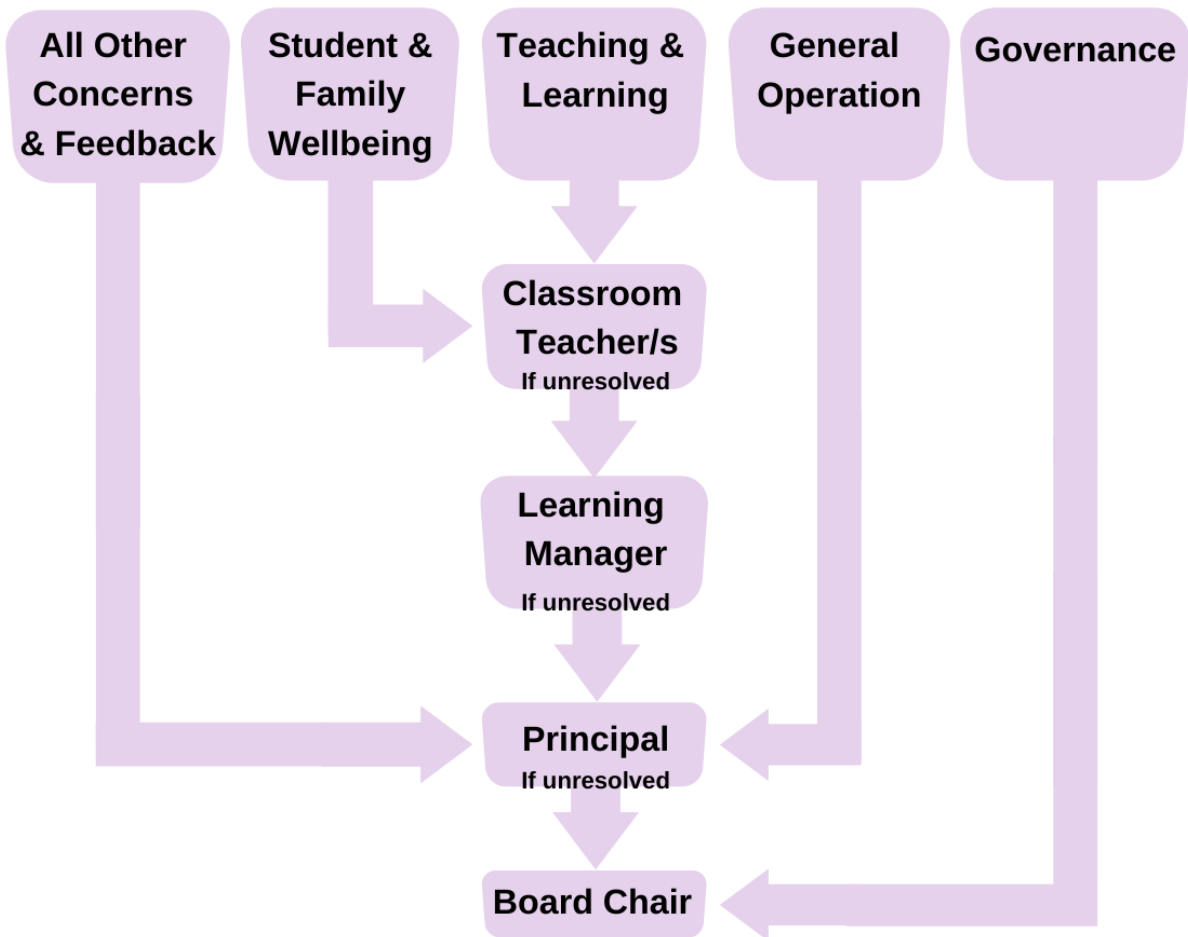 All Other
Concerns
& Feedback
Student &
Family
Wellbeing
Teaching &
Learning
General
Operation
Governance
Classroom
Teacher/s
If unresolved
Learning
Manager
If unresolved
Principal
If unresolved
Board Chair